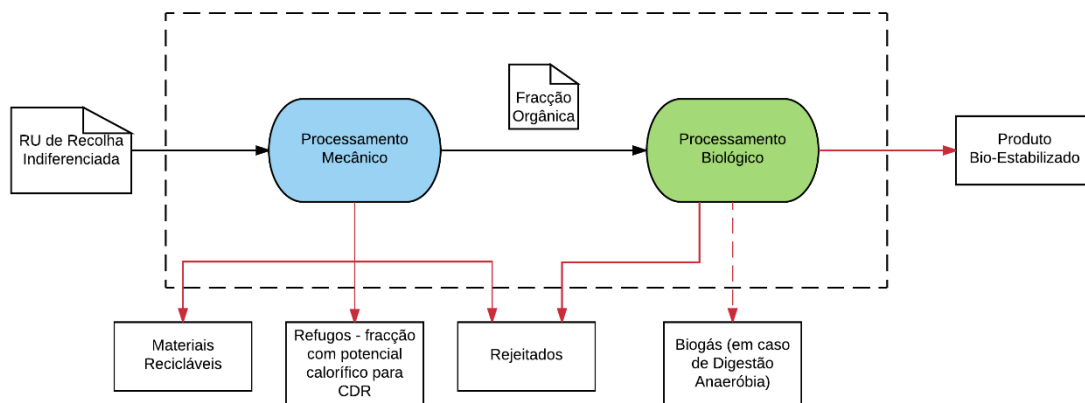 RU de Recolha
Indiferenciada
Processamento
Mecânico
Fracção
Orgânica
Processamento
Biológico
Produto
Bio-Estabilizado
Materiais
Recicláveis
Refugos - fracção
com potencial
calorífico para
CDR
Rejeitados
Biogás (em caso
de Digestão
Anaeróbia)